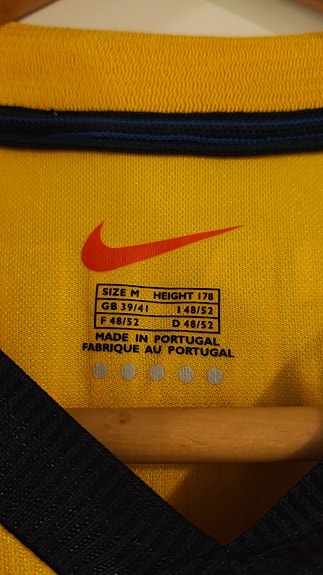 SIZE M HEIGHT 178
GB 39/41 I 48/52
F 48/52 D 48/52
MADE IN PORTUGAL
FABRIQUE AU PORTUGAL